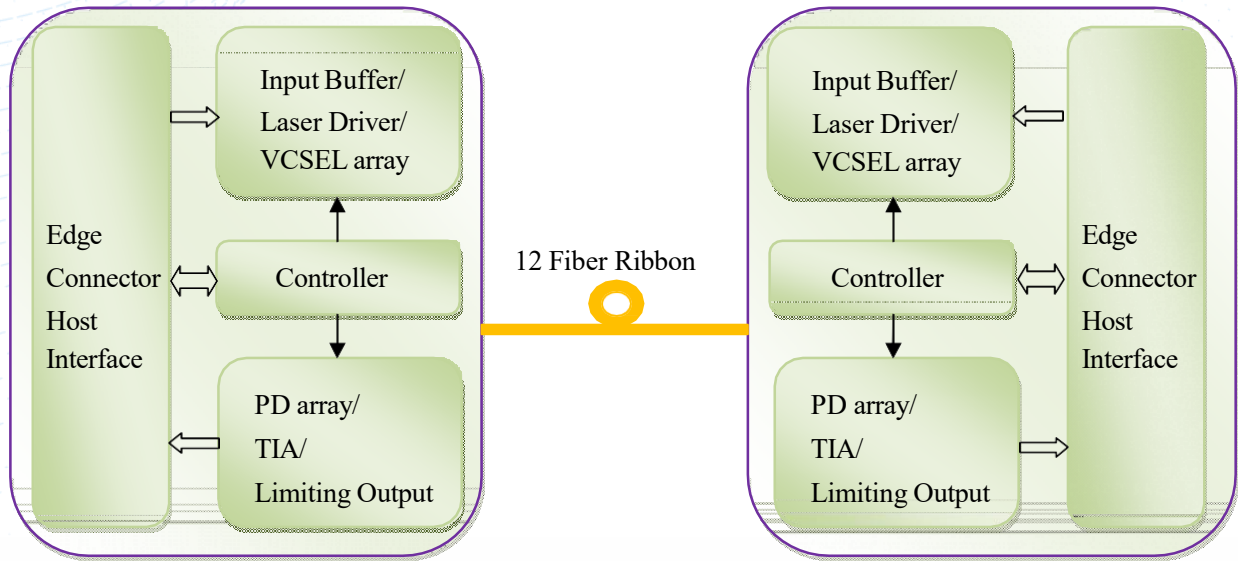 Input Buffer/
Laser Driver/
VCSEL array
Edge
Connector
Host
Interface
Controller
PD array/
TIA/
Limiting Output
12 Fiber Ribbon
Input Buffer/
Laser Driver/
VCSEL array
Controller
PD array/
TIA/
Limiting Output
Edge
Connector
Host
Interface